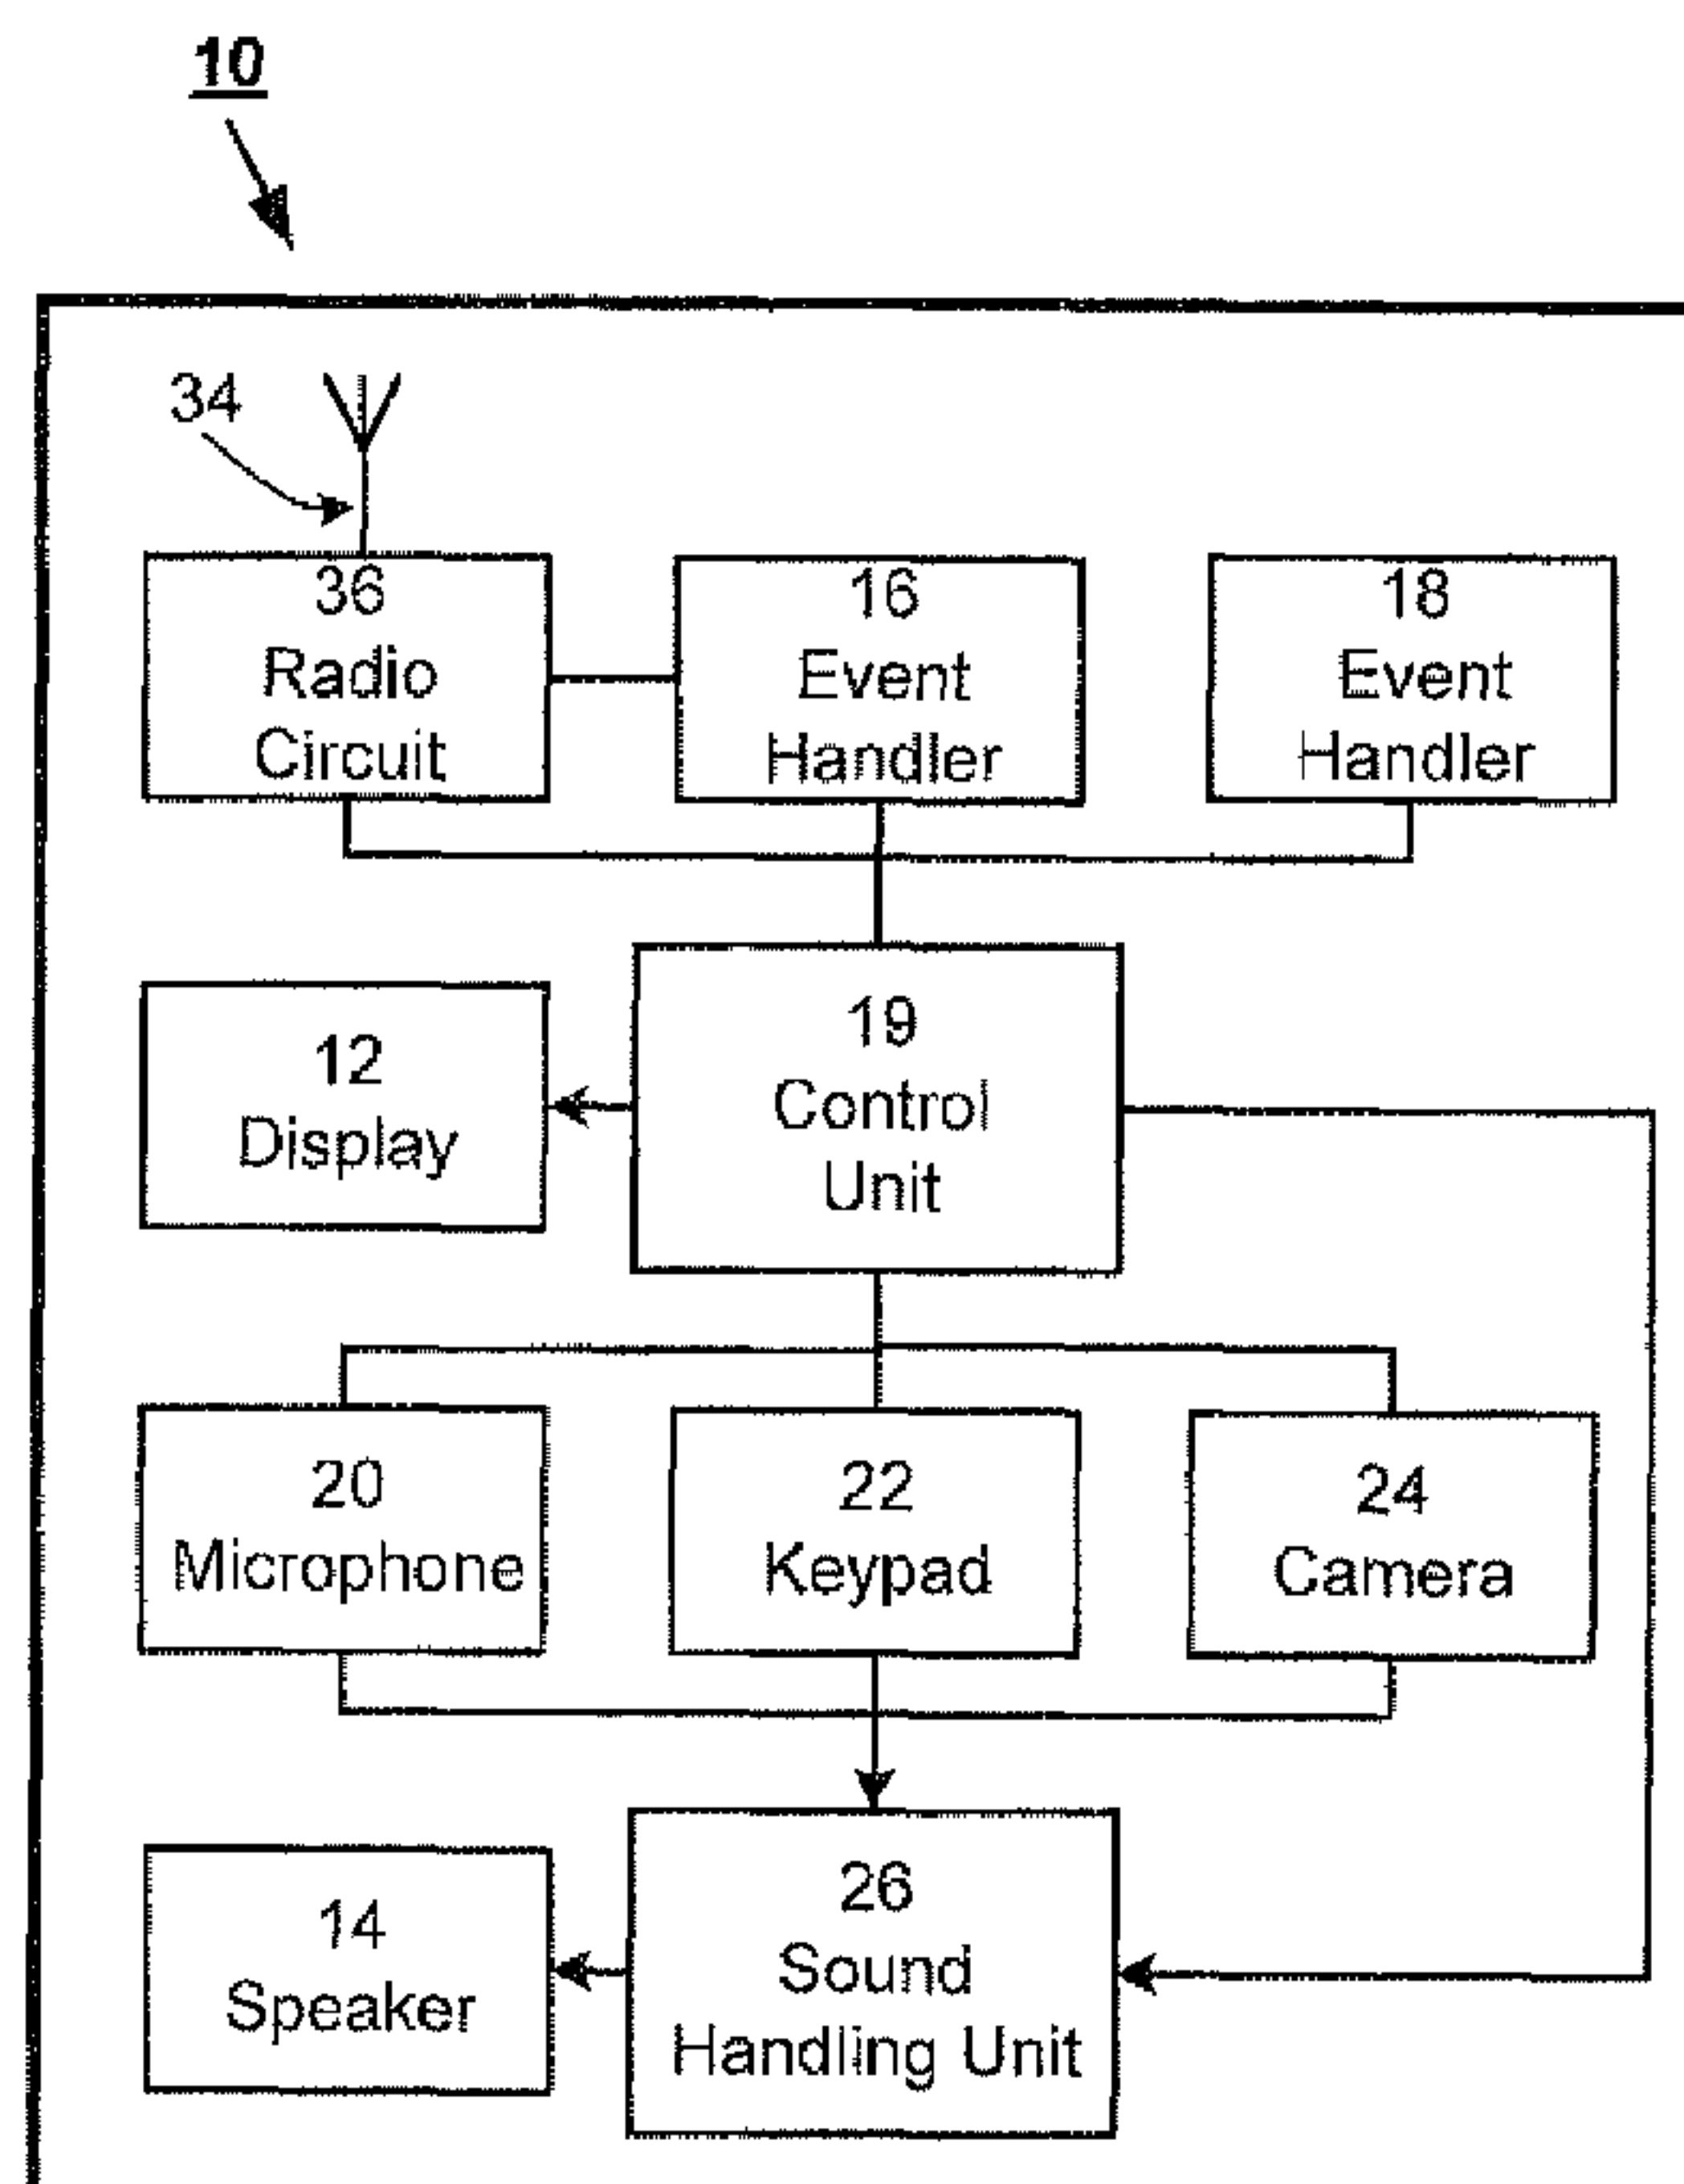 10
34
36
Radio
Circuit
16
Event
Handler
18
Event
Handler
12
Display
19
Control
Unit
20
Microphone
22
Keypad
24
Camera
14
Speaker
26
Sound
Handling Unit